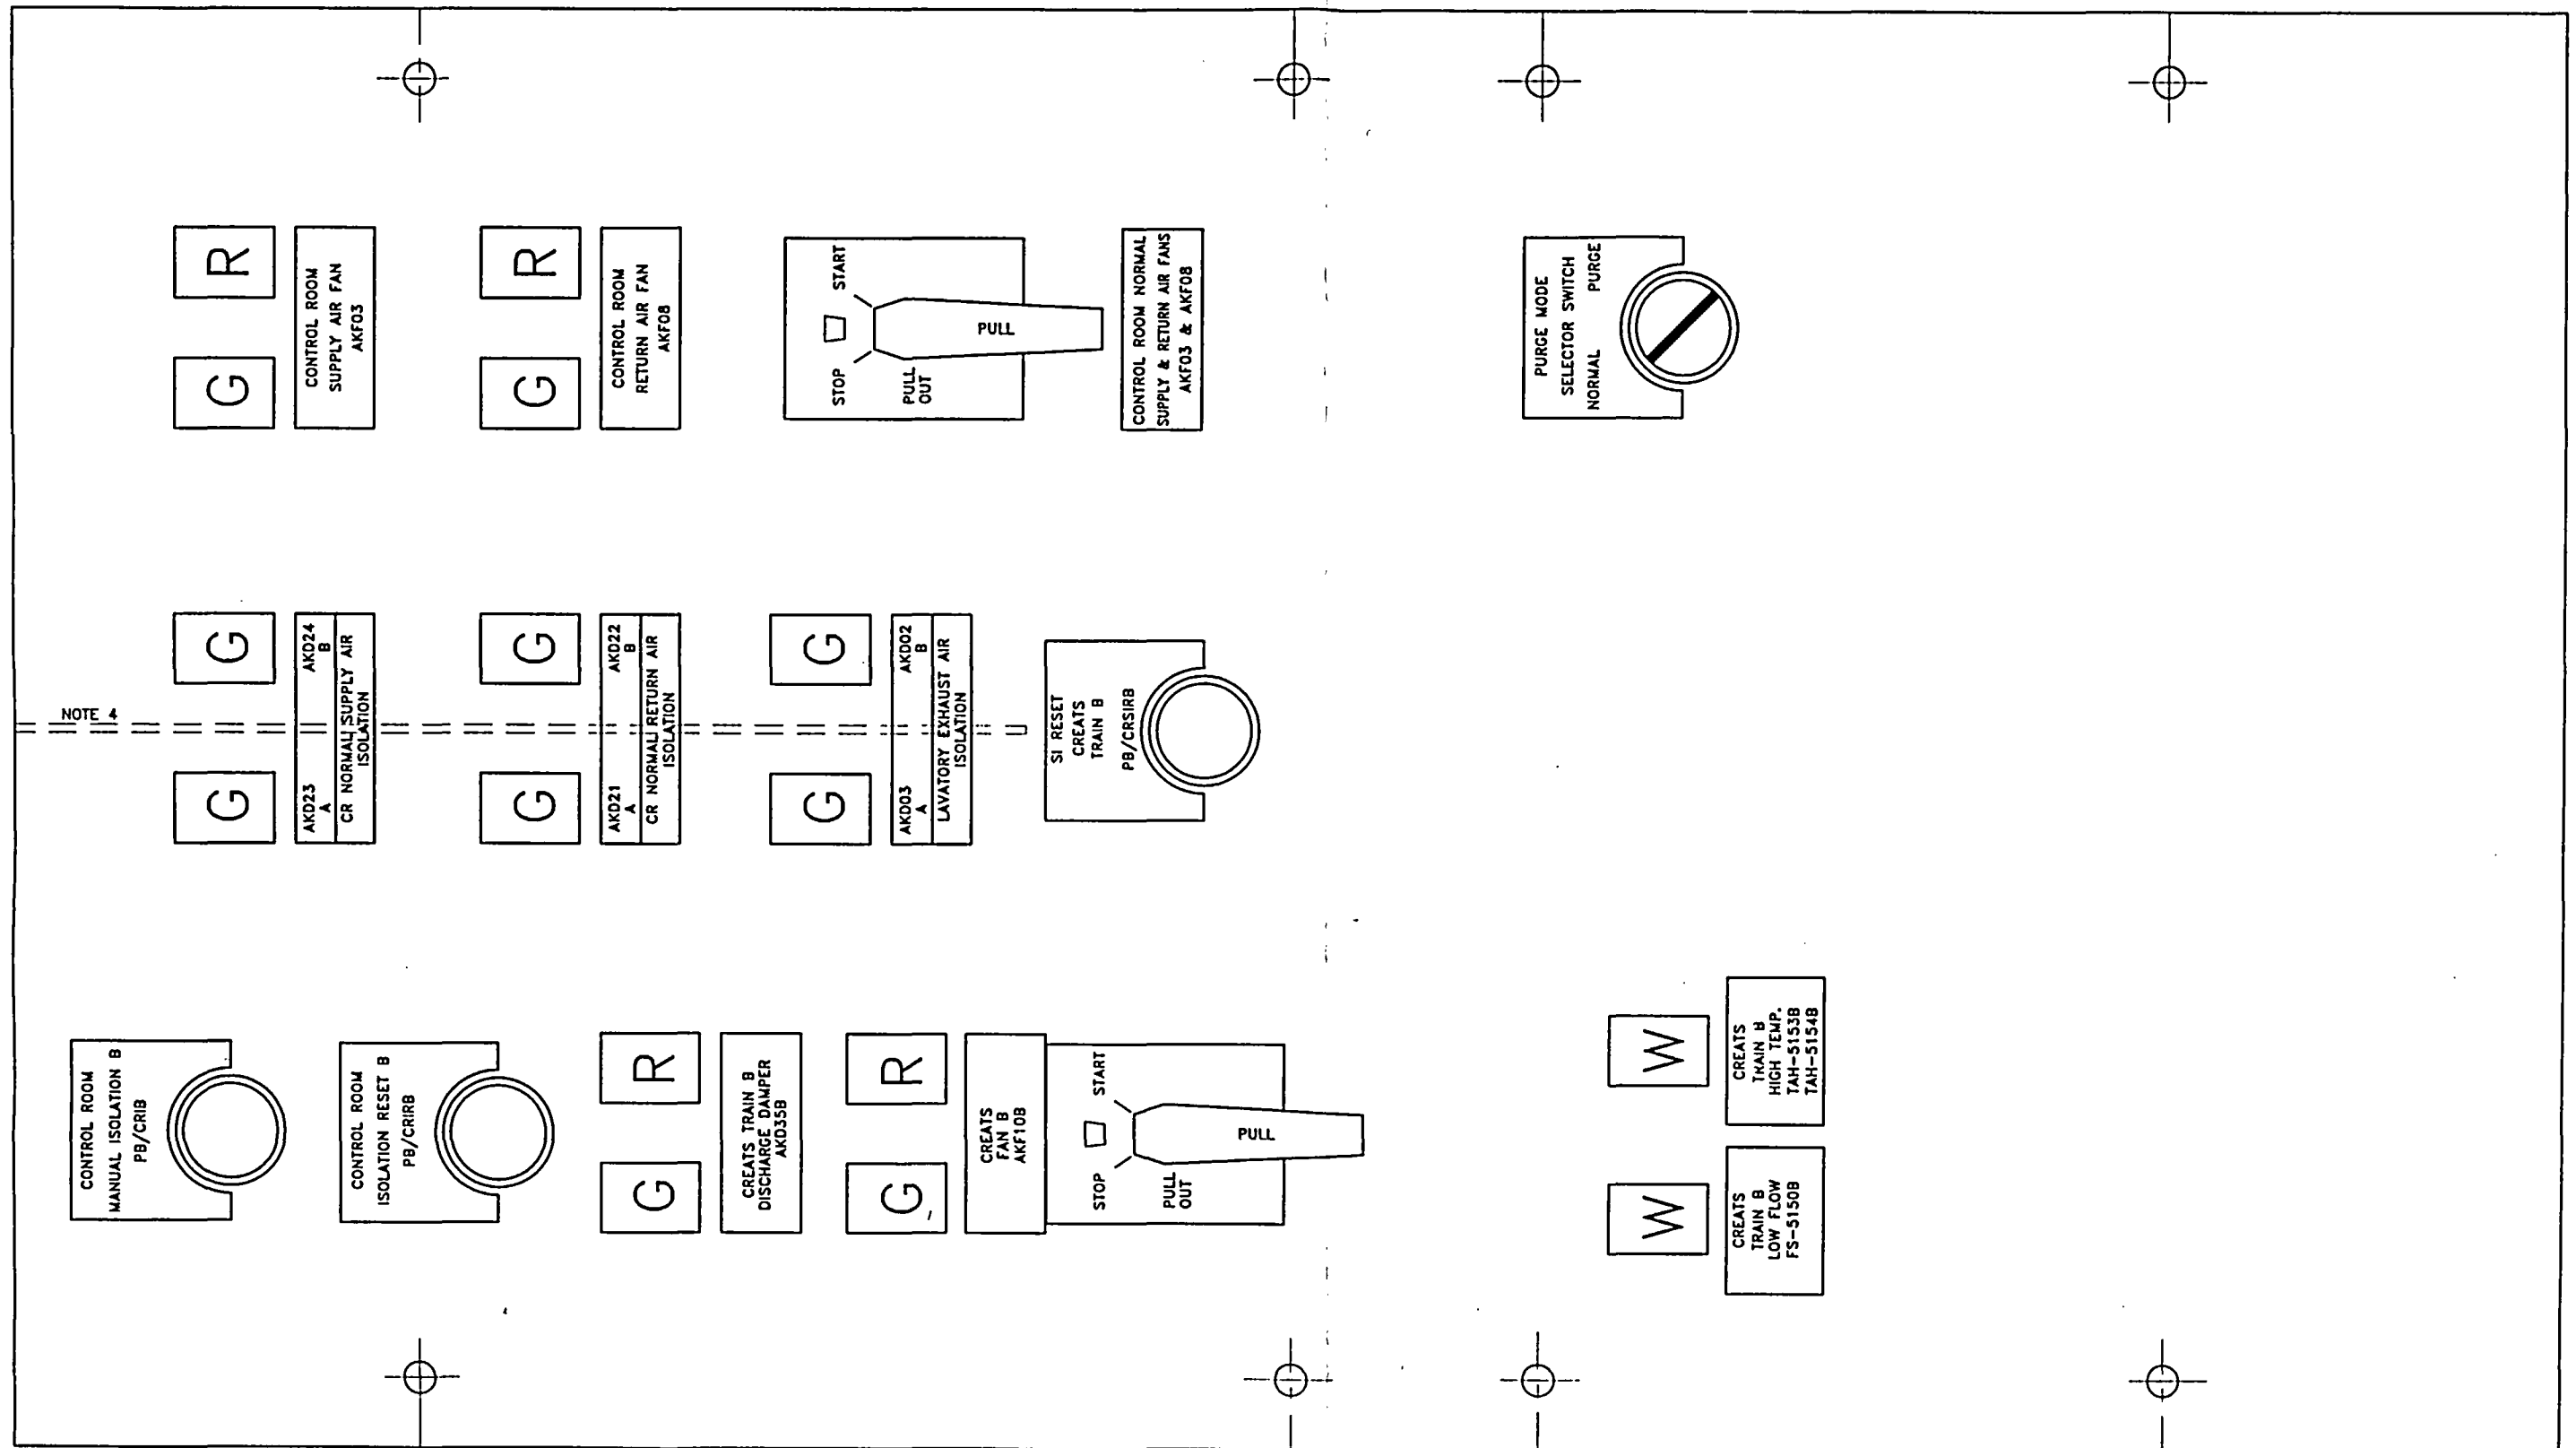 CONTROL ROOM
MANUAL ISOLATION B
PB/CRIB
CONTROL ROOM
ISOLATION RESET B
PB/CRIRB
G
R
CREATS TRAIN B
DISCHARGE DAMPER
AKD35B
G
R
CREATS
FAN B
AKF10B
STOP
START
PULL
OUT
PULL
W
W
CREATS
TRAIN B
LOW FLOW
FS-5150B
CREATS
TRAIN B
HIGH TEMP.
TAH-5153B
TAH-5154B
NOTE 4
G
G
AKD23 AKD24
A B
CR NORMAL SUPPLY AIR
ISOLATION
G
G
AKD21 AKD22
A B
CR NORMAL RETURN AIR
ISOLATION
G
G
AKD03 AKD02
A B
LAVATORY EXHAUST AIR
ISOLATION
SI RESET
CREATS
TRAIN B
PB/CRSIRB
G
R
CONTROL ROOM
SUPPLY AIR FAN
AKF03
G
R
CONTROL ROOM
RETURN AIR FAN
AKF08
STOP
START
PULL
OUT
PULL
CONTROL ROOM NORMAL
SUPPLY & RETURN AIR FANS
AKF03 & AKF08
PURGE MODE
SELECTOR SWITCH
NORMAL PURGE